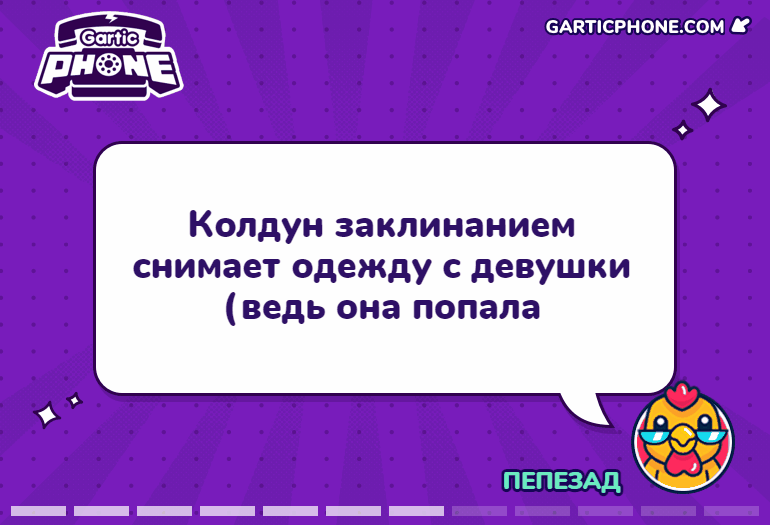 Gartic
PHONE
GARTICPHONE.COM
Колдун заклинанием
снимает одежду с девушки
(ведь она попала
ПЕПЕЗАД